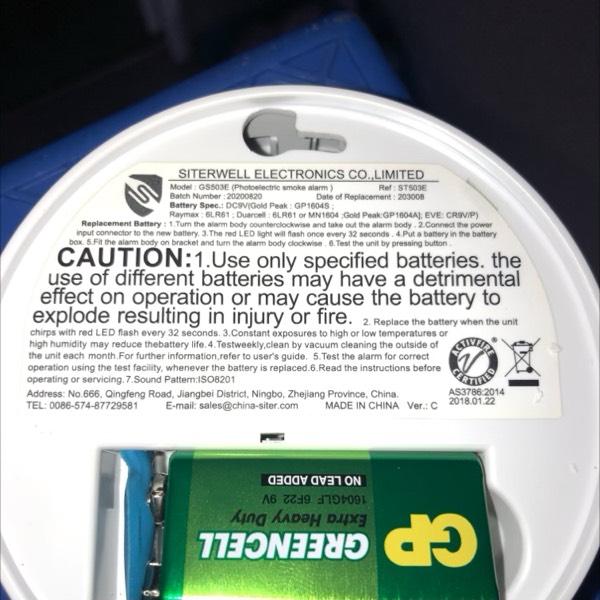 SITERWELL ELECTRONICS CO.,LIMITED
Model : GS503E (Photoelectric smoke alarm ) Ref : ST503E
Batch Number : 20200820 Date of Replacement : 203008
Battery Spec.: DC9V(Gold Peak : GP1604S ;
Raymax : 6LR61 ; Duarcell : 6LR61 or MN1604 ;Gold Peak:GP1604A]; EVE: CR9V/P)
Replacement Battery : 1.Turn the alarm body counterclockwise and take out the alarm body . 2.Connect the power
input connector to the new battery. 3.The red LED light will flash once every 32 seconds . 4.Put a battery in the battery
box. 5.Fit the alarm body on bracket and turn the alarm body clockwise . 6.Test the unit by pressing button .
CAUTION:1.Use only specified batteries. the
use of different batteries may have a detrimental
effect on operation or may cause the battery to
explode resulting in injury or fire. 2. Replace the battery when the unit
chirps with red LED flash every 32 seconds. 3.Constant exposures to high or low temperatures or
high humidity may reduce thebattery life. 4.Testweekly,clean by vacuum cleaning the outside of
the unit each month.For further information,refer to user's guide. 5.Test the alarm for correct
operation using the test facility, whenever the battery is replaced.6.Read the instructions before
operating or servicing.7.Sound Pattern:ISO8201
ACTIVFIRE
CERTIFIED
AS3786:2014
2018.01.22
Address: No.666, Qingfeng Road, Jiangbei District, Ningbo, Zhejiang Province, China.
TEL: 0086-574-87729581 E-mail: sales@china-siter.com MADE IN CHINA Ver.: C
GP GREENCELL
Extra Heavy Duty
1604GLF 6F22 9V
NO LEAD ADDED